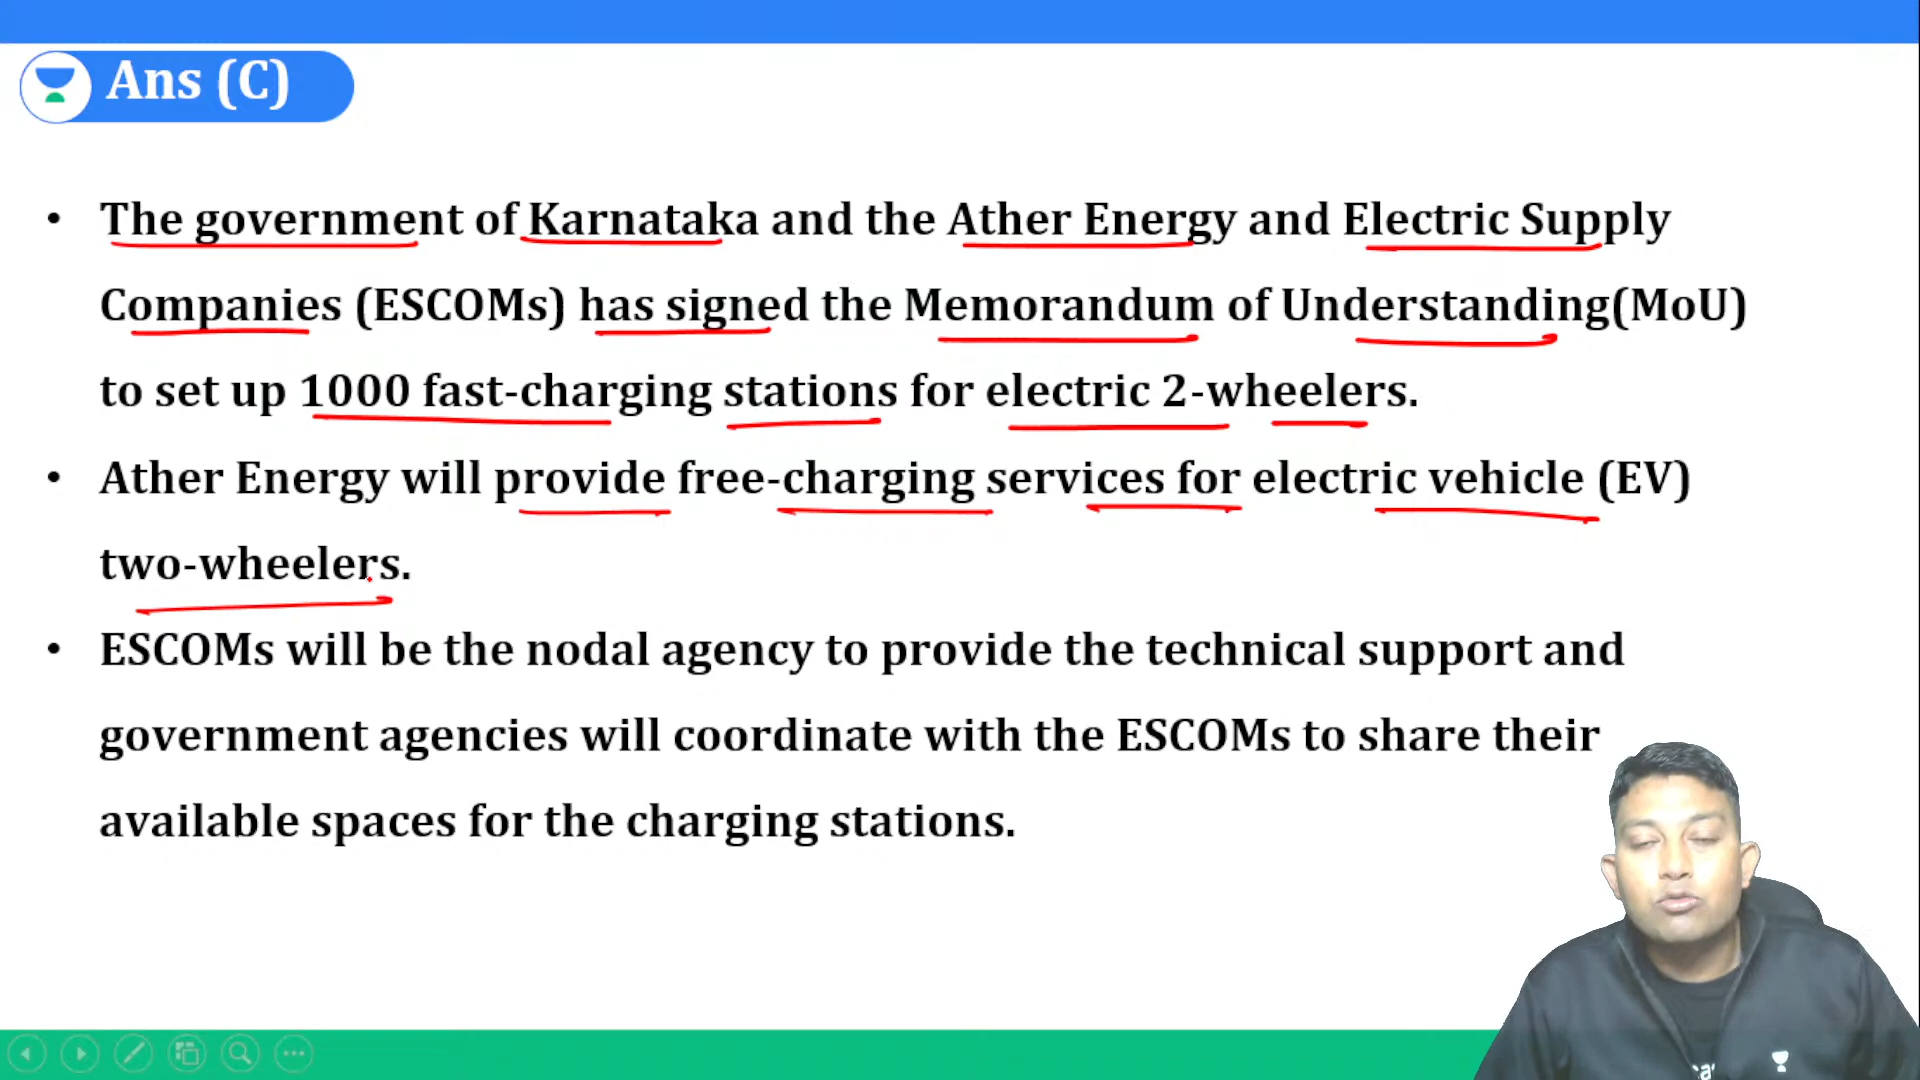 Ans (C)
• The government of Karnataka and the Ather Energy and Electric Supply
Companies (ESCOMs) has signed the Memorandum of Understanding(MoU)
to set up 1000 fast-charging stations for electric 2-wheelers.
• Ather Energy will provide free-charging services for electric vehicle (EV)
two-wheelers.
• ESCOMs will be the nodal agency to provide the technical support and
government agencies will coordinate with the ESCOMs to share their
available spaces for the charging stations.